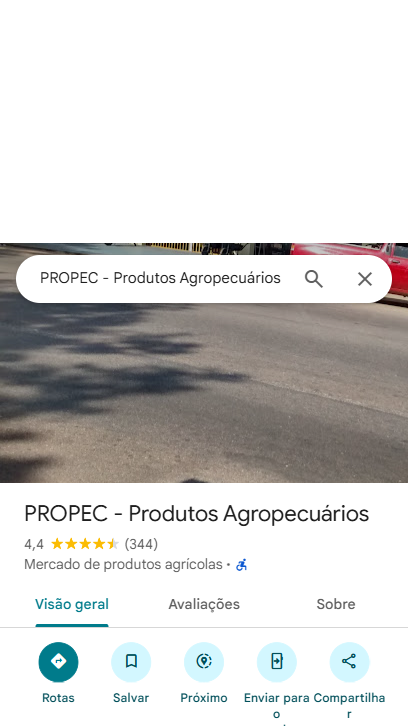 PROPEC - Produtos Agropecuários
PROPEC - Produtos Agropecuários
4,4 (344)
Mercado de produtos agrícolas •
Visão geral Avaliações Sobre
Rotas Salvar Próximo Enviar para Compartilha
o r